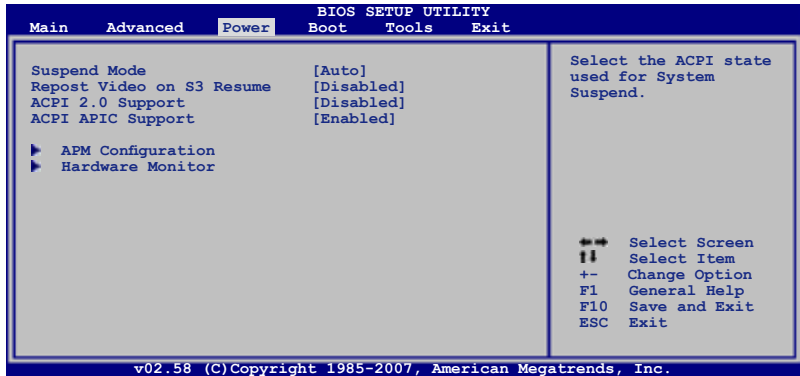 BIOS SETUP UTILITY
Main Advanced Power Boot Tools Exit
Suspend Mode [Auto]
Repost Video on S3 Resume [Disabled]
ACPI 2.0 Support [Disabled]
ACPI APIC Support [Enabled]
APM Configuration
Hardware Monitor
Select the ACPI state
used for System
Suspend.
Select Screen
Select Item
+- Change Option
F1 General Help
F10 Save and Exit
ESC Exit
v02.58 (C)Copyright 1985-2007, American Megatrends, Inc.